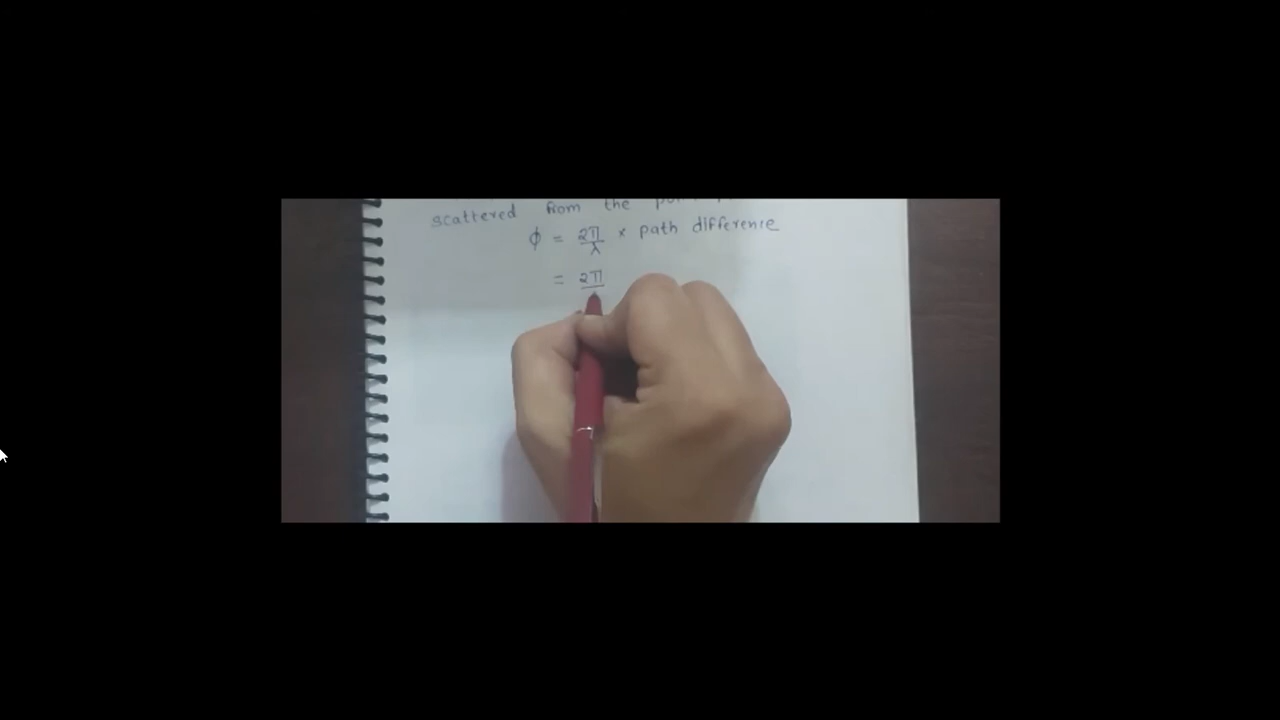 scattered from the
ϕ = 2π/λ × path difference
= 2π